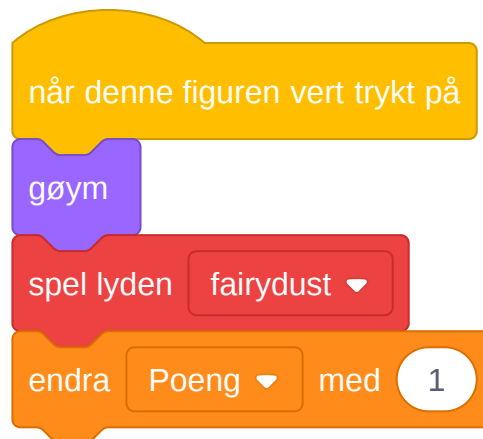 når denne figuren vert trykt på
gøym
spel lyden fairydust
endra Poeng med 1